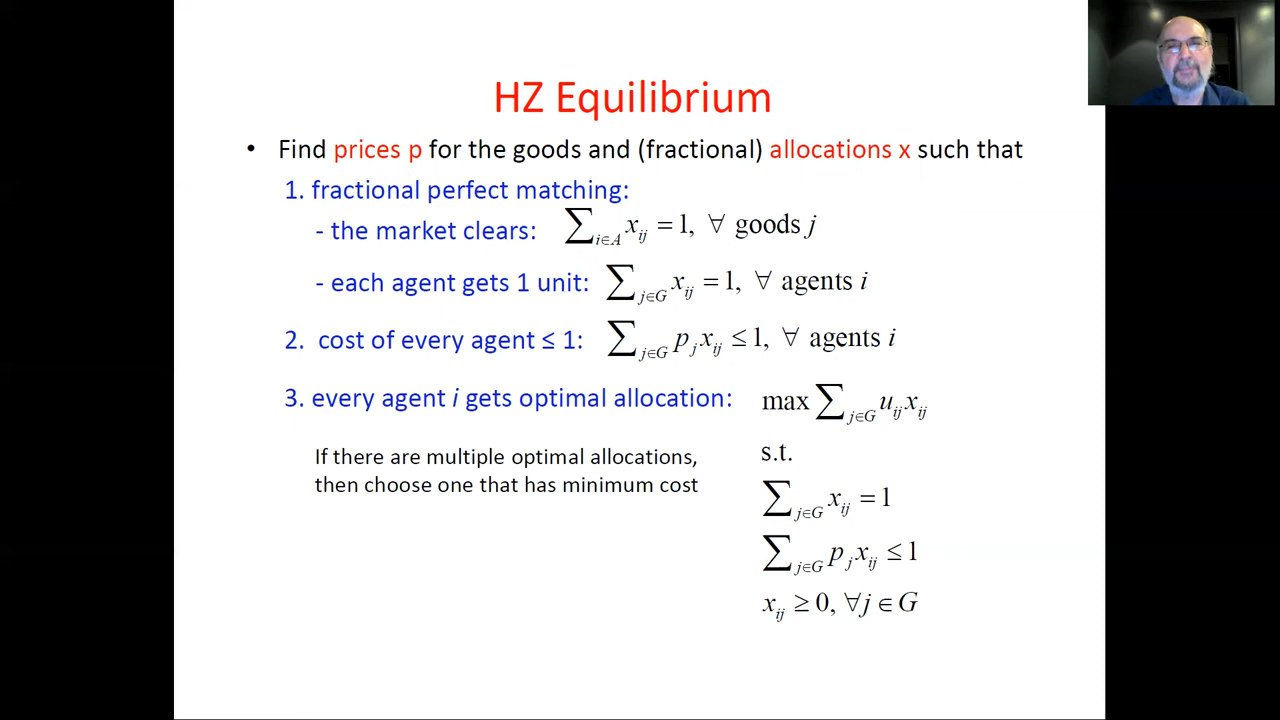 HZ Equilibrium
• Find prices p for the goods and (fractional) allocations x such that
1. fractional perfect matching:
- the market clears: ∑_{i∈A} x_{ij} = 1, ∀ goods j
- each agent gets 1 unit: ∑_{j∈G} x_{ij} = 1, ∀ agents i
2. cost of every agent ≤ 1: ∑_{j∈G} p_j x_{ij} ≤ 1, ∀ agents i
3. every agent i gets optimal allocation: max ∑_{j∈G} u_{ij} x_{ij}
If there are multiple optimal allocations,
then choose one that has minimum cost
s.t.
∑_{j∈G} x_{ij} = 1
∑_{j∈G} p_j x_{ij} ≤ 1
x_{ij} ≥ 0, ∀j ∈ G